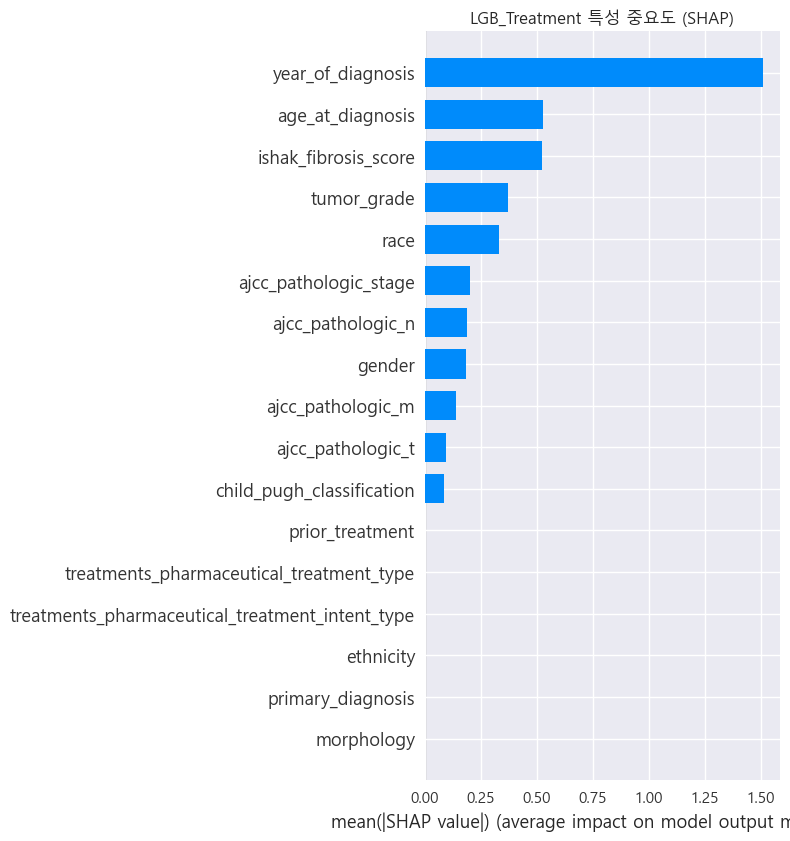 LGB_Treatment 특성 중요도 (SHAP)
year_of_diagnosis
age_at_diagnosis
ishak_fibrosis_score
tumor_grade
race
ajcc_pathologic_stage
ajcc_pathologic_n
gender
ajcc_pathologic_m
ajcc_pathologic_t
child_pugh_classification
prior_treatment
treatments_pharmaceutical_treatment_type
treatments_pharmaceutical_treatment_intent_type
ethnicity
primary_diagnosis
morphology
0.00 0.25 0.50 0.75 1.00 1.25 1.50
mean(|SHAP value|) (average impact on model output m